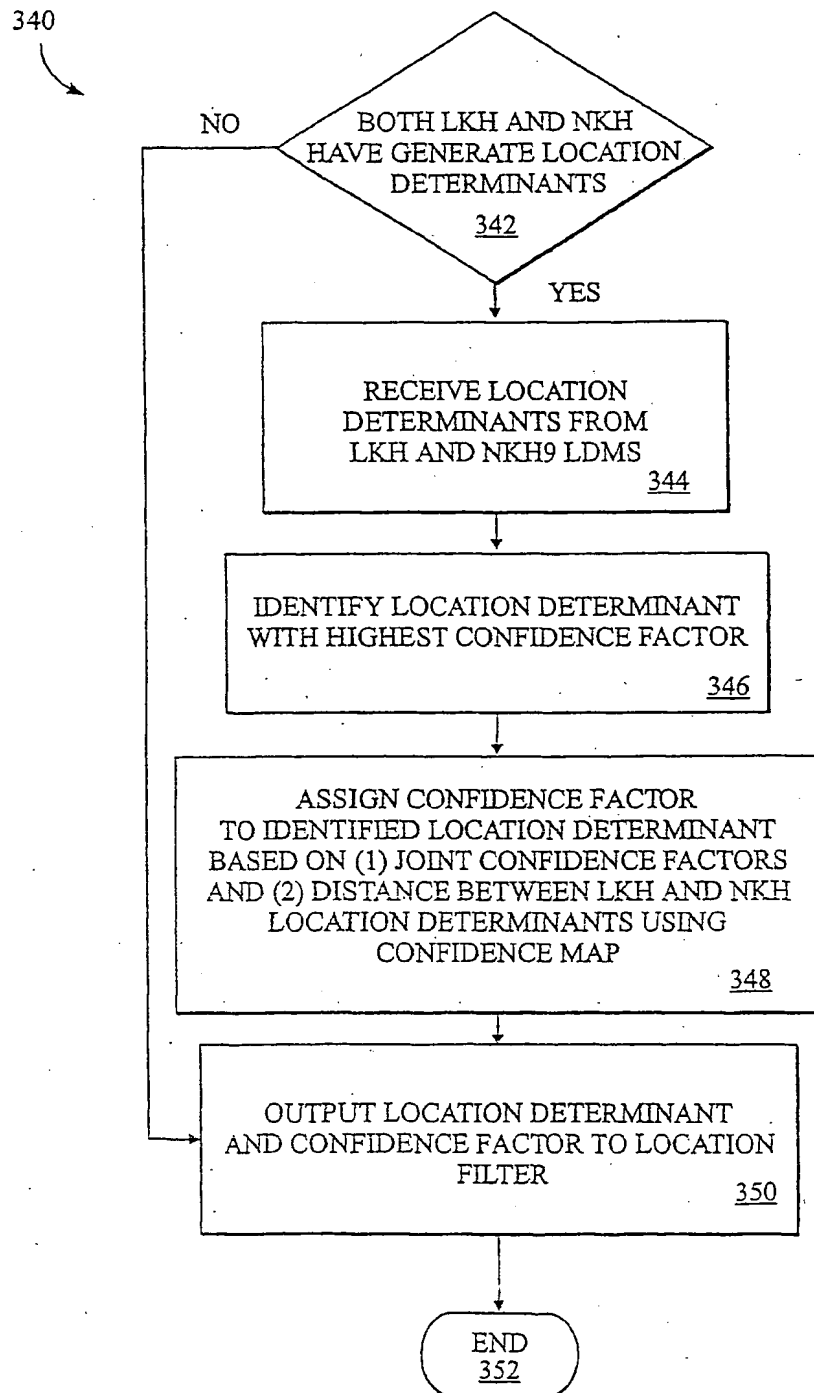 340
NO
BOTH LKH AND NKH
HAVE GENERATE LOCATION
DETERMINANTS
342
YES
RECEIVE LOCATION
DETERMINANTS FROM
LKH AND NKH9 LDMS
344
IDENTIFY LOCATION DETERMINANT
WITH HIGHEST CONFIDENCE FACTOR
346
ASSIGN CONFIDENCE FACTOR
TO IDENTIFIED LOCATION DETERMINANT
BASED ON (1) JOINT CONFIDENCE FACTORS
AND (2) DISTANCE BETWEEN LKH AND NKH
LOCATION DETERMINANTS USING
CONFIDENCE MAP
348
OUTPUT LOCATION DETERMINANT
AND CONFIDENCE FACTOR TO LOCATION
FILTER
350
END
352